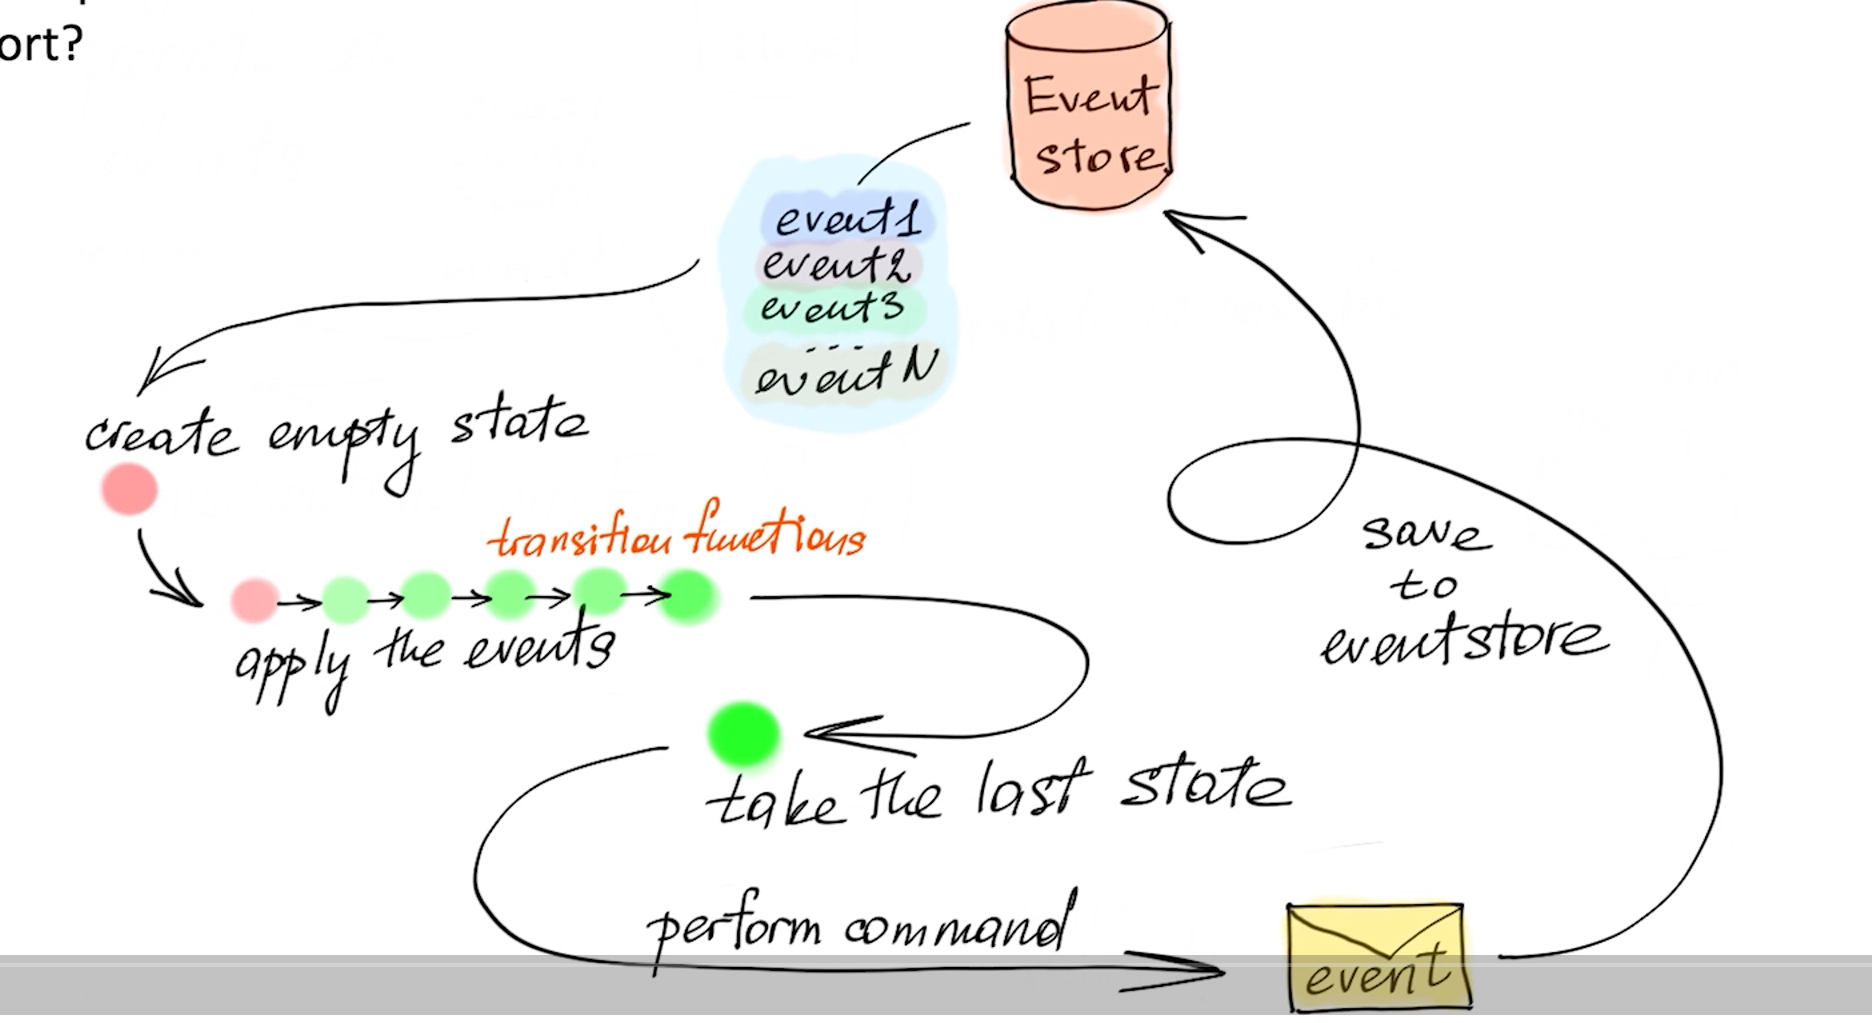 ort?
Event
store
event1
event2
event3
...
eventN
create empty state
transition functions
apply the events
take the last state
save
to
eventstore
perform command
event